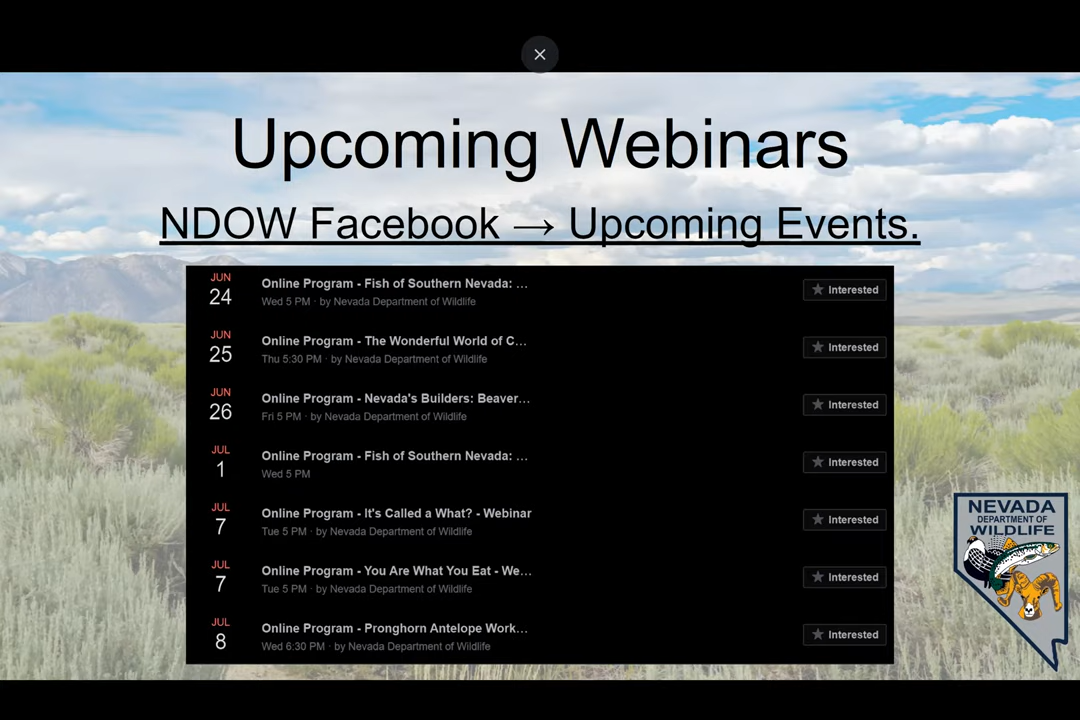 Upcoming Webinars
NDOW Facebook → Upcoming Events.
JUN
24
Online Program - Fish of Southern Nevada: …
Wed 5 PM · by Nevada Department of Wildlife
Interested
JUN
25
Online Program - The Wonderful World of C…
Thu 5:30 PM · by Nevada Department of Wildlife
Interested
JUN
26
Online Program - Nevada's Builders: Beaver…
Fri 5 PM · by Nevada Department of Wildlife
Interested
JUL
1
Online Program - Fish of Southern Nevada: …
Wed 5 PM
Interested
JUL
7
Online Program - It's Called a What? - Webinar
Tue 5 PM · by Nevada Department of Wildlife
Interested
JUL
7
Online Program - You Are What You Eat - We…
Tue 5 PM · by Nevada Department of Wildlife
Interested
JUL
8
Online Program - Pronghorn Antelope Work…
Wed 6:30 PM · by Nevada Department of Wildlife
Interested
NEVADA
DEPARTMENT OF
WILDLIFE